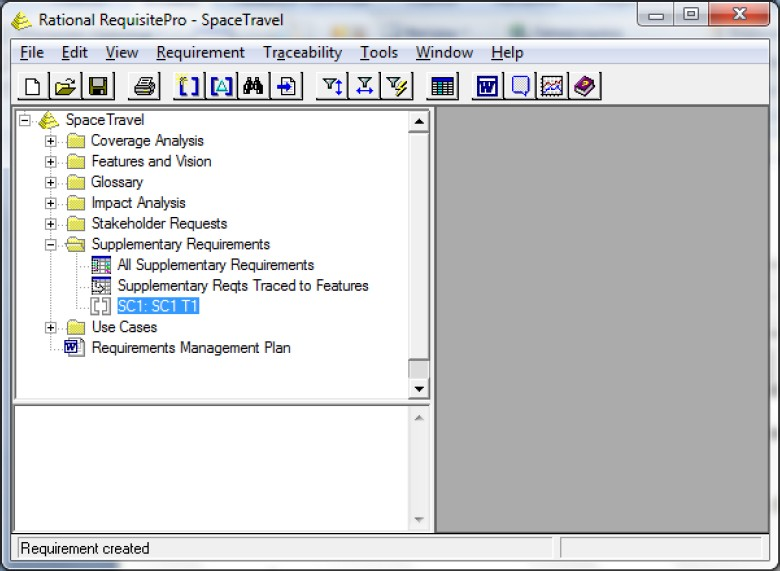 Rational RequisitePro - SpaceTravel
File Edit View Requirement Traceability Tools Window Help
SpaceTravel
Coverage Analysis
Features and Vision
Glossary
Impact Analysis
Stakeholder Requests
Supplementary Requirements
All Supplementary Requirements
Supplementary Reqts Traced to Features
SC1: SC1 T1
Use Cases
Requirements Management Plan
Requirement created